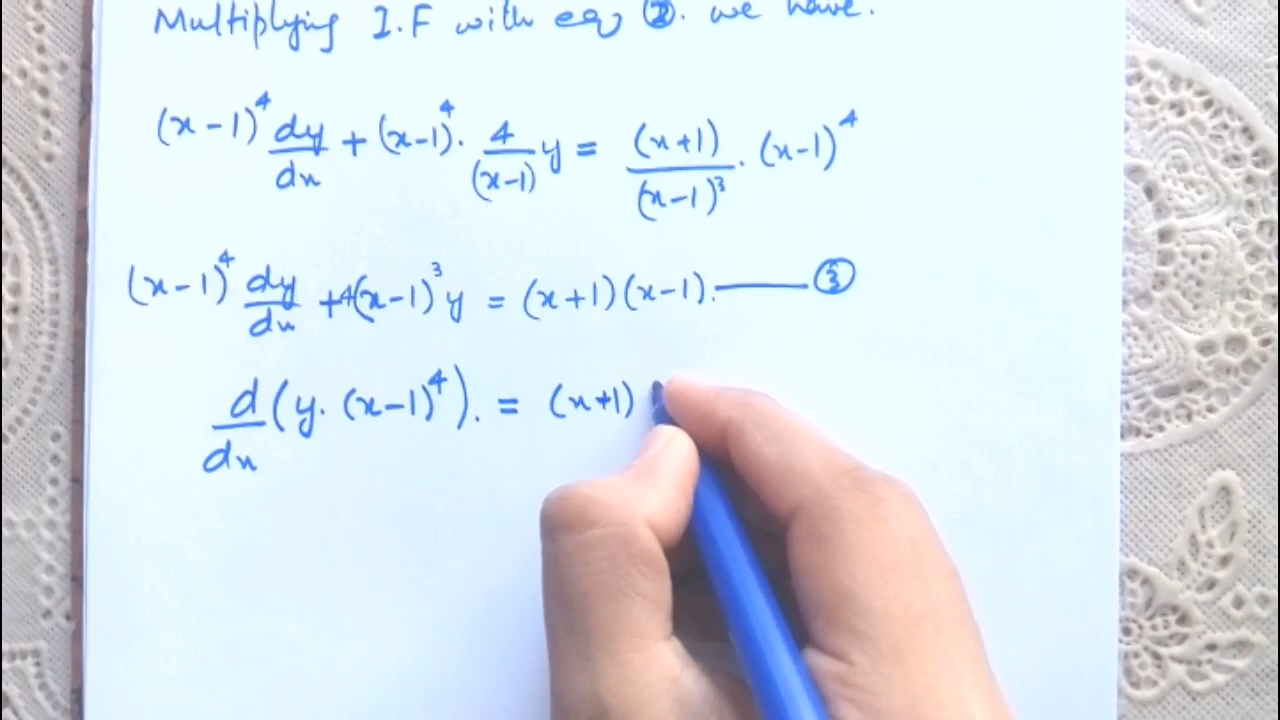 Multiplying I.F with eq ②. we have.
(x-1)^4 dy/dx + (x-1)^4 . 4/(x-1) y = (x+1)/(x-1)^3 . (x-1)^4
(x-1)^4 dy/dx + 4(x-1)^3 y = (x+1)(x-1). —— ③
d/dx (y. (x-1)^4). = (x+1)